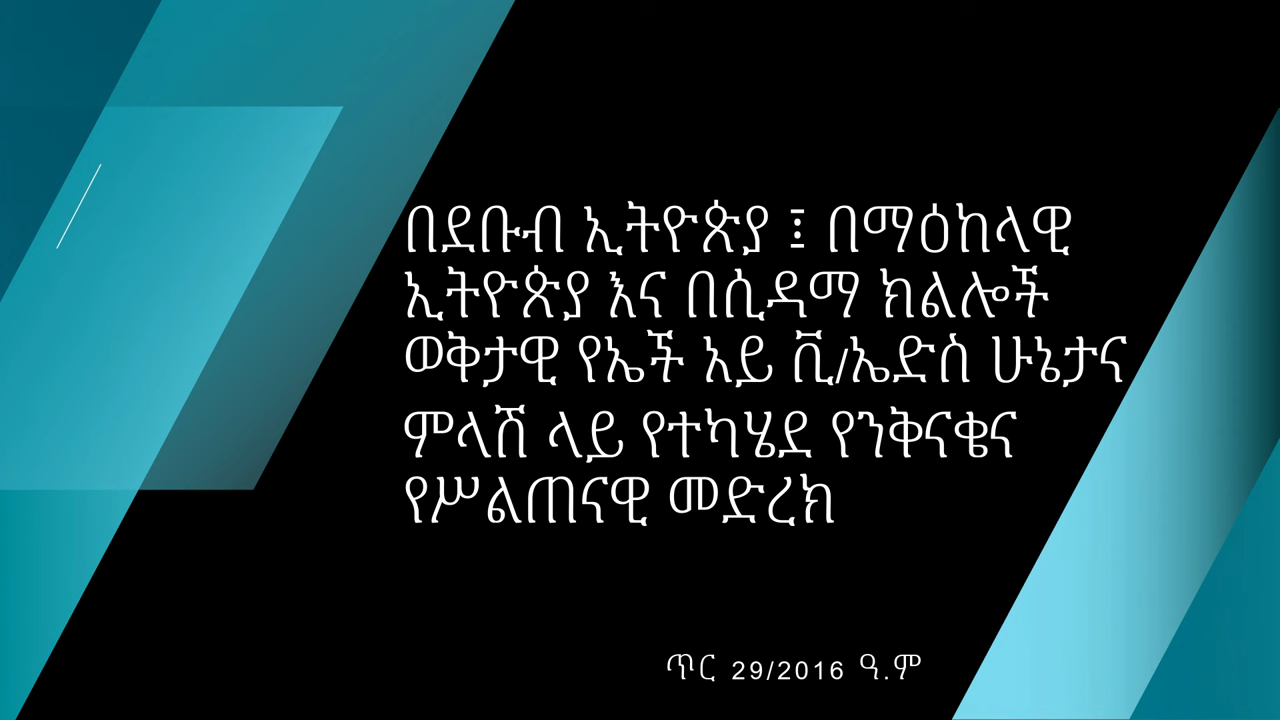 በደቡብ ኢትዮጵያ ፤ በማዕከላዊ
ኢትዮጵያ እና በሲዳማ ክልሎች
ወቅታዊ የኤች አይ ቪ/ኤድስ ሁኔታና
ምላሽ ላይ የተካሄደ የንቅናቄና
የሥልጠናዊ መድረክ
ጥር 29/2016 ዓ.ም